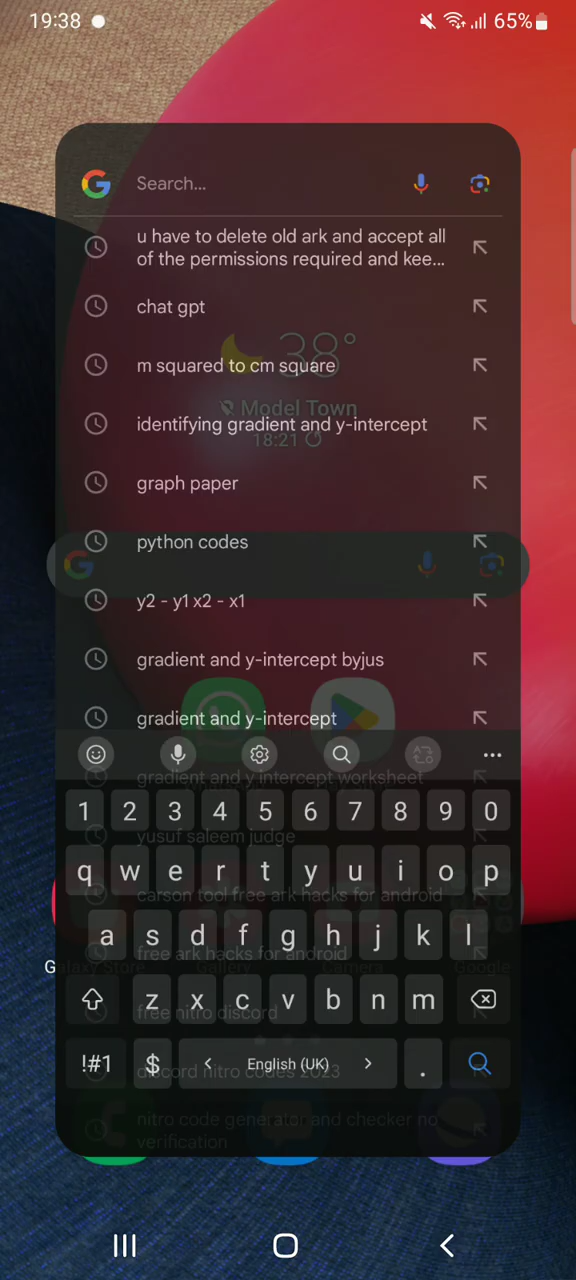 19:38
65%
Search...
u have to delete old ark and accept all
of the permissions required and kee...
chat gpt
38°
m squared to cm square
Model Town
identifying gradient and y-intercept
18:21
graph paper
python codes
y2 - y1 x2 - x1
gradient and y-intercept byjus
gradient and y-intercept
gradient and y intercept worksheet
1 2 3 4 5 6 7 8 9 0
yusuf saleem judge
q w e r t y u i o p
carson tool free ark hacks for android
a s d f g h j k l
free ark hacks for android
Galaxy Store Gallery Camera Google
z x c v b n m
free nitro discord
!#1 $ < English (UK) > .
discord nitro codes 2023
nitro code generator and checker no
verification